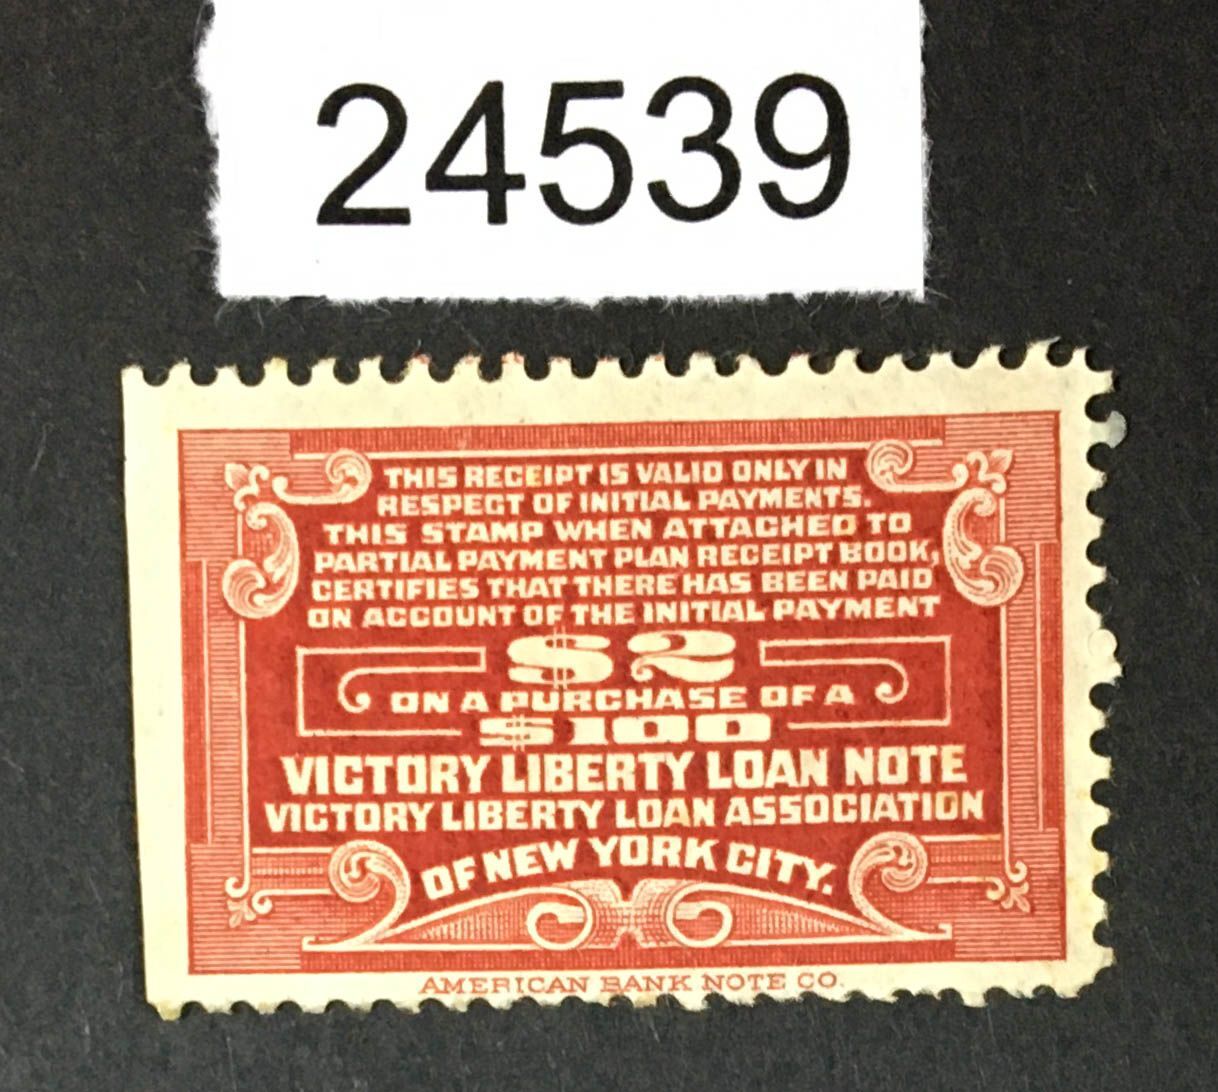 24539
THIS RECEIPT IS VALID ONLY IN
RESPECT OF INITIAL PAYMENTS.
THIS STAMP WHEN ATTACHED TO
PARTIAL PAYMENT PLAN RECEIPT BOOK,
CERTIFIES THAT THERE HAS BEEN PAID
ON ACCOUNT OF THE INITIAL PAYMENT
$2
ON A PURCHASE OF A
$100
VICTORY LIBERTY LOAN NOTE
VICTORY LIBERTY LOAN ASSOCIATION
OF NEW YORK CITY.
AMERICAN BANK NOTE CO.